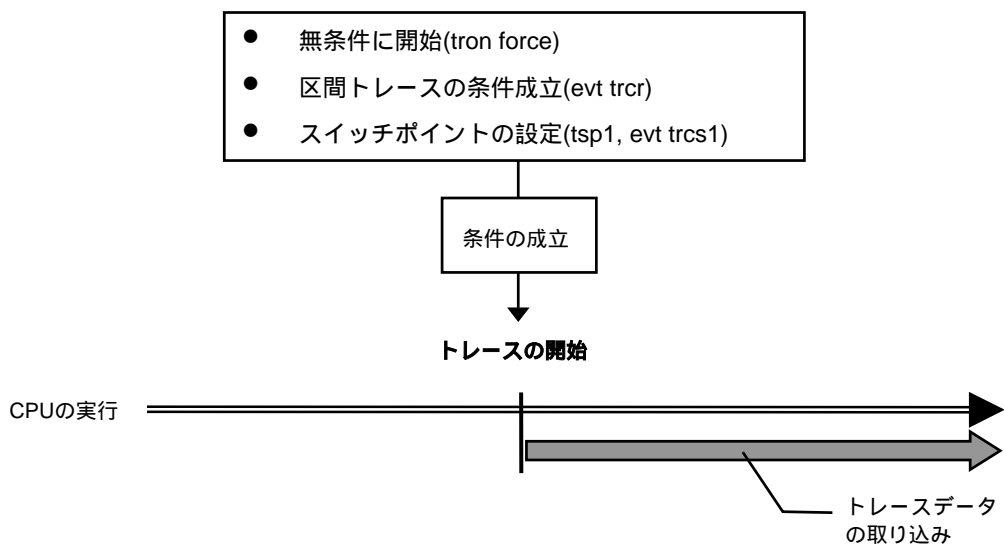 ● 無条件に開始(tron force)
● 区間トレースの条件成立(evt trcr)
● スイッチポイントの設定(tsp1, evt trcs1)
条件の成立
トレースの開始
CPUの実行
トレースデータ
の取り込み